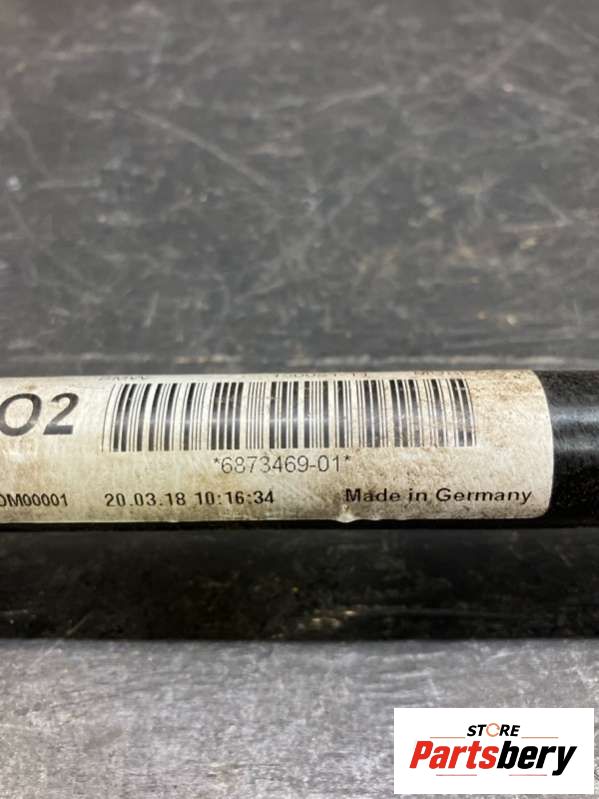 O2
*6873469-01*
DM00001 20.03.18 10:16:34 Made in Germany
STORE
Partsbery